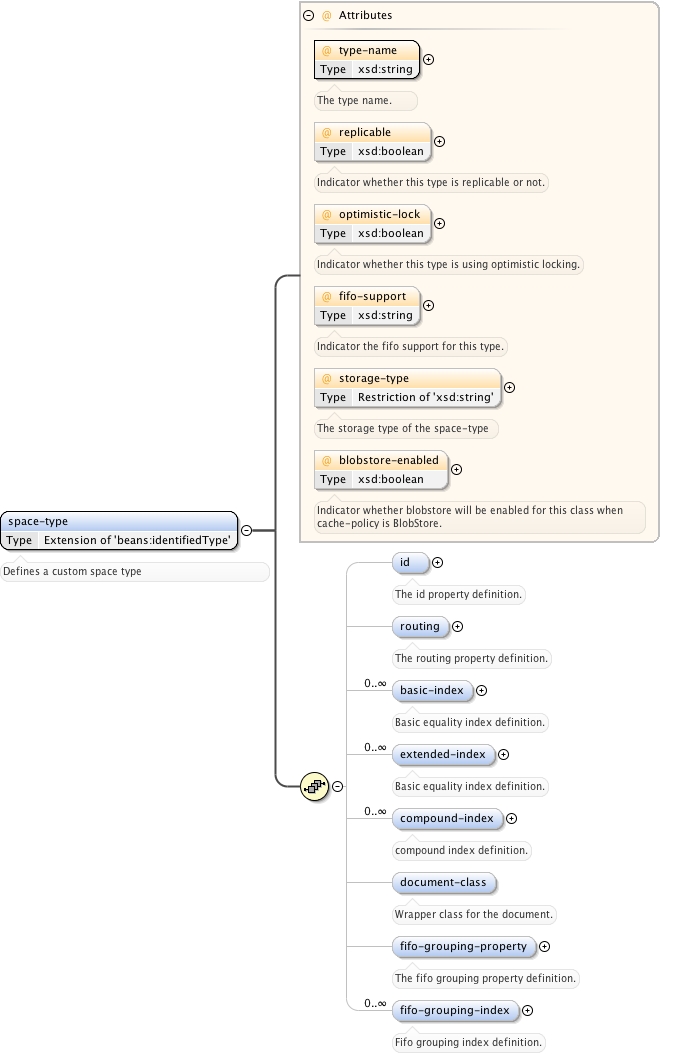 @ Attributes
@ type-name
Type xsd:string
The type name.
@ replicable
Type xsd:boolean
Indicator whether this type is replicable or not.
@ optimistic-lock
Type xsd:boolean
Indicator whether this type is using optimistic locking.
@ fifo-support
Type xsd:string
Indicator the fifo support for this type.
@ storage-type
Type Restriction of 'xsd:string'
The storage type of the space-type
@ blobstore-enabled
Type xsd:boolean
Indicator whether blobstore will be enabled for this class when
cache-policy is BlobStore.
space-type
Type Extension of 'beans:identifiedType'
Defines a custom space type
id
The id property definition.
routing
The routing property definition.
0..∞
basic-index
Basic equality index definition.
0..∞
extended-index
Basic equality index definition.
0..∞
compound-index
compound index definition.
document-class
Wrapper class for the document.
fifo-grouping-property
The fifo grouping property definition.
0..∞
fifo-grouping-index
Fifo grouping index definition.